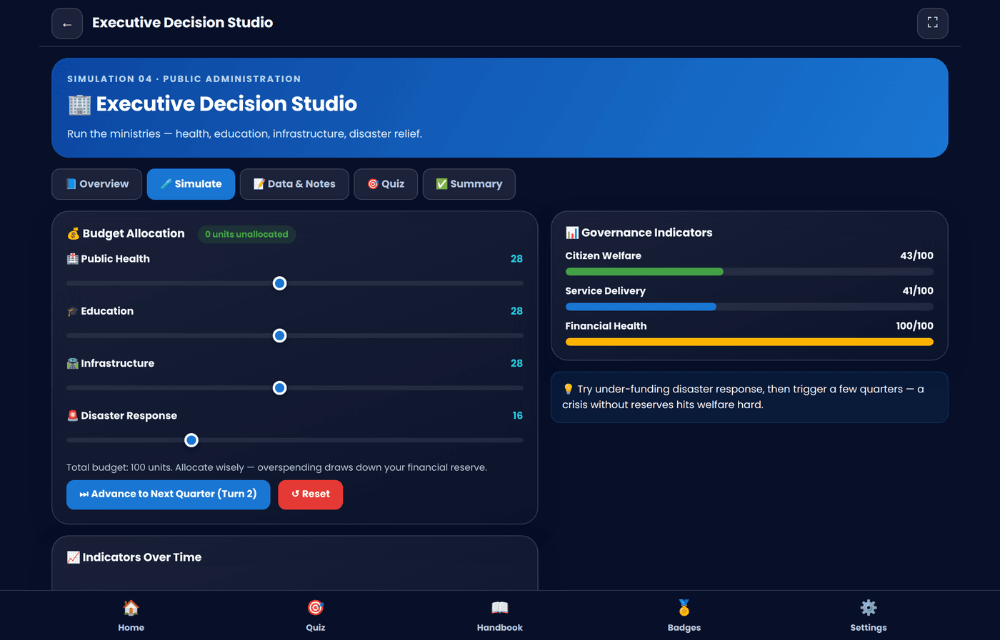 ← Executive Decision Studio
SIMULATION 04 · PUBLIC ADMINISTRATION
🏢 Executive Decision Studio
Run the ministries — health, education, infrastructure, disaster relief.
📘 Overview
🧪 Simulate
📝 Data & Notes
🎯 Quiz
✅ Summary
💰 Budget Allocation
0 units unallocated
🏥 Public Health 28
🎓 Education 28
🛣️ Infrastructure 28
🚨 Disaster Response 16
Total budget: 100 units. Allocate wisely — overspending draws down your financial reserve.
⏭ Advance to Next Quarter (Turn 2)
↺ Reset
📈 Indicators Over Time
📊 Governance Indicators
Citizen Welfare 43/100
Service Delivery 41/100
Financial Health 100/100
💡 Try under-funding disaster response, then trigger a few quarters — a
crisis without reserves hits welfare hard.
Home
Quiz
Handbook
Badges
Settings